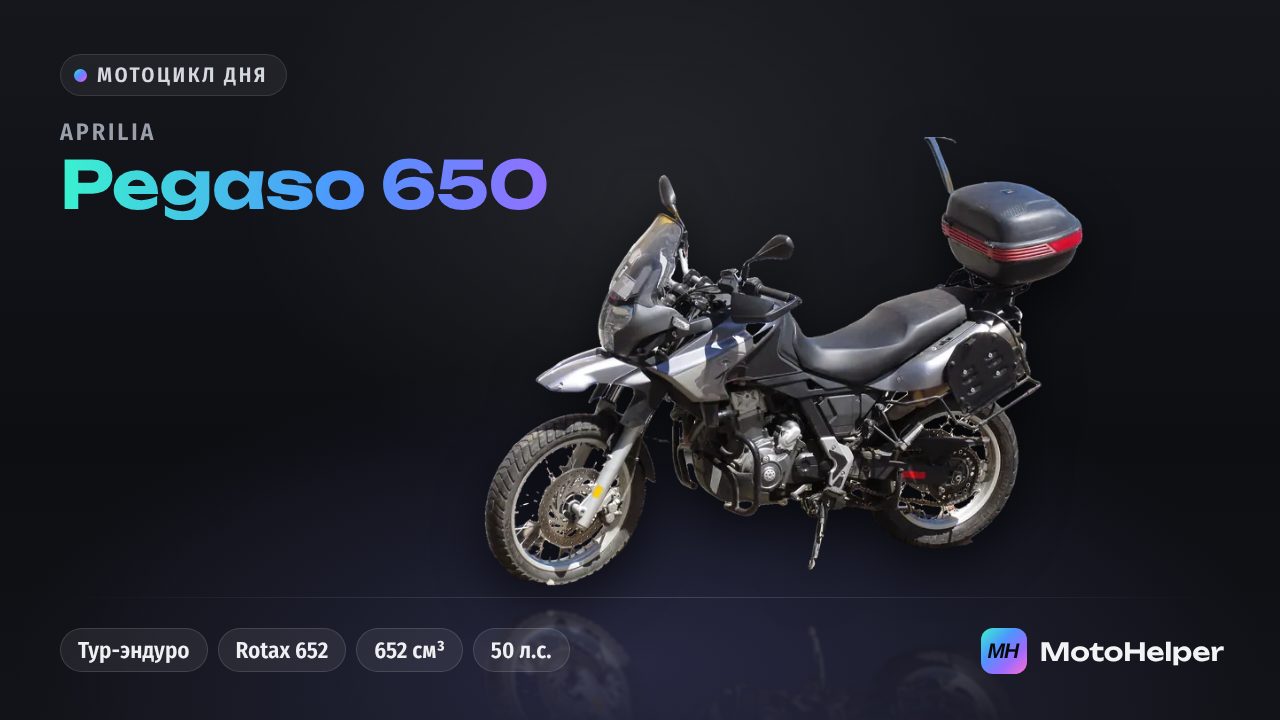 МОТОЦИКЛ ДНЯ
APRILIA
Pegaso 650
Тур-эндуро
Rotax 652
652 см³
50 л.с.
MH
MotoHelper